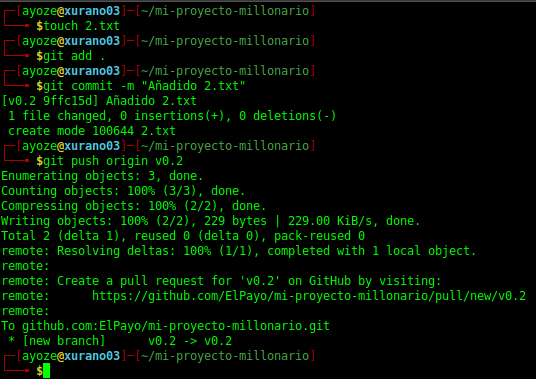 ┌─[ayoze@xurano03]─[~/mi-proyecto-millonario]
└──╼ $touch 2.txt
┌─[ayoze@xurano03]─[~/mi-proyecto-millonario]
└──╼ $git add .
┌─[ayoze@xurano03]─[~/mi-proyecto-millonario]
└──╼ $git commit -m "Añadido 2.txt"
[v0.2 9ffc15d] Añadido 2.txt
 1 file changed, 0 insertions(+), 0 deletions(-)
 create mode 100644 2.txt
┌─[ayoze@xurano03]─[~/mi-proyecto-millonario]
└──╼ $git push origin v0.2
Enumerating objects: 3, done.
Counting objects: 100% (3/3), done.
Compressing objects: 100% (2/2), done.
Writing objects: 100% (2/2), 229 bytes | 229.00 KiB/s, done.
Total 2 (delta 1), reused 0 (delta 0), pack-reused 0
remote: Resolving deltas: 100% (1/1), completed with 1 local object.
remote:
remote: Create a pull request for 'v0.2' on GitHub by visiting:
remote:      https://github.com/ElPayo/mi-proyecto-millonario/pull/new/v0.2
remote:
To github.com:ElPayo/mi-proyecto-millonario.git
 * [new branch]      v0.2 -> v0.2
┌─[ayoze@xurano03]─[~/mi-proyecto-millonario]
└──╼ $